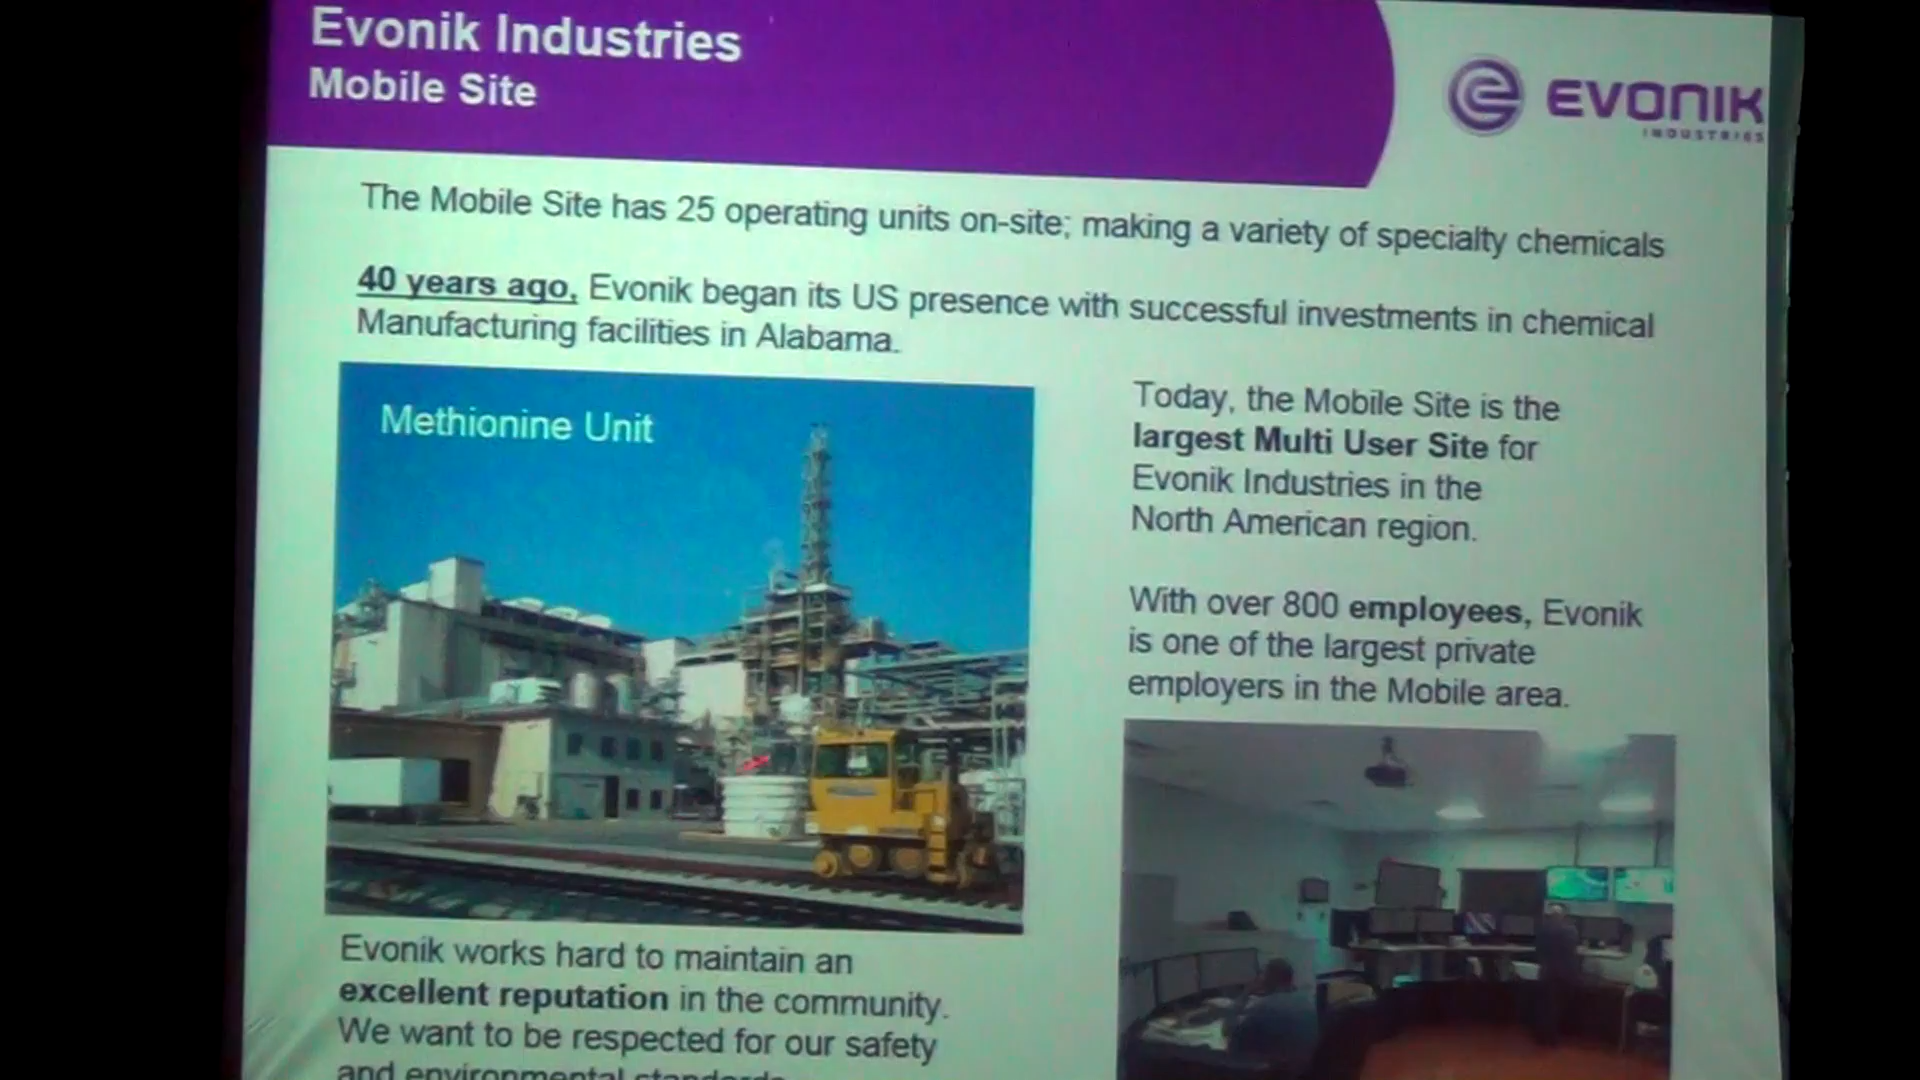 Evonik Industries
Mobile Site
EVONIK
INDUSTRIES
The Mobile Site has 25 operating units on-site; making a variety of specialty chemicals
40 years ago, Evonik began its US presence with successful investments in chemical
Manufacturing facilities in Alabama.
Methionine Unit
Today, the Mobile Site is the
largest Multi User Site for
Evonik Industries in the
North American region.
With over 800 employees, Evonik
is one of the largest private
employers in the Mobile area.
Evonik works hard to maintain an
excellent reputation in the community.
We want to be respected for our safety
and environmental standards